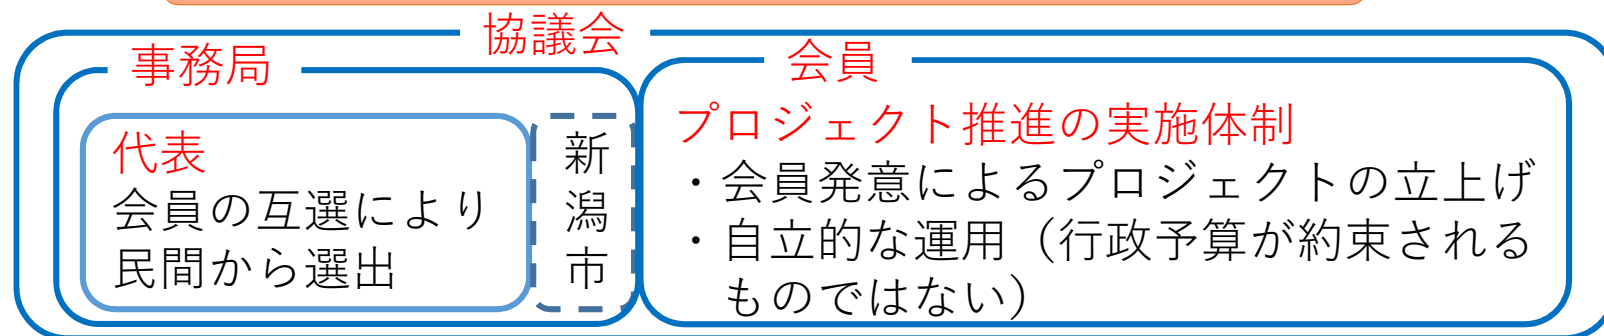 協議会
事務局
代表
会員の互選により
民間から選出
新潟市
会員
プロジェクト推進の実施体制
・会員発意によるプロジェクトの立上げ
・自立的な運用（行政予算が約束される
ものではない）